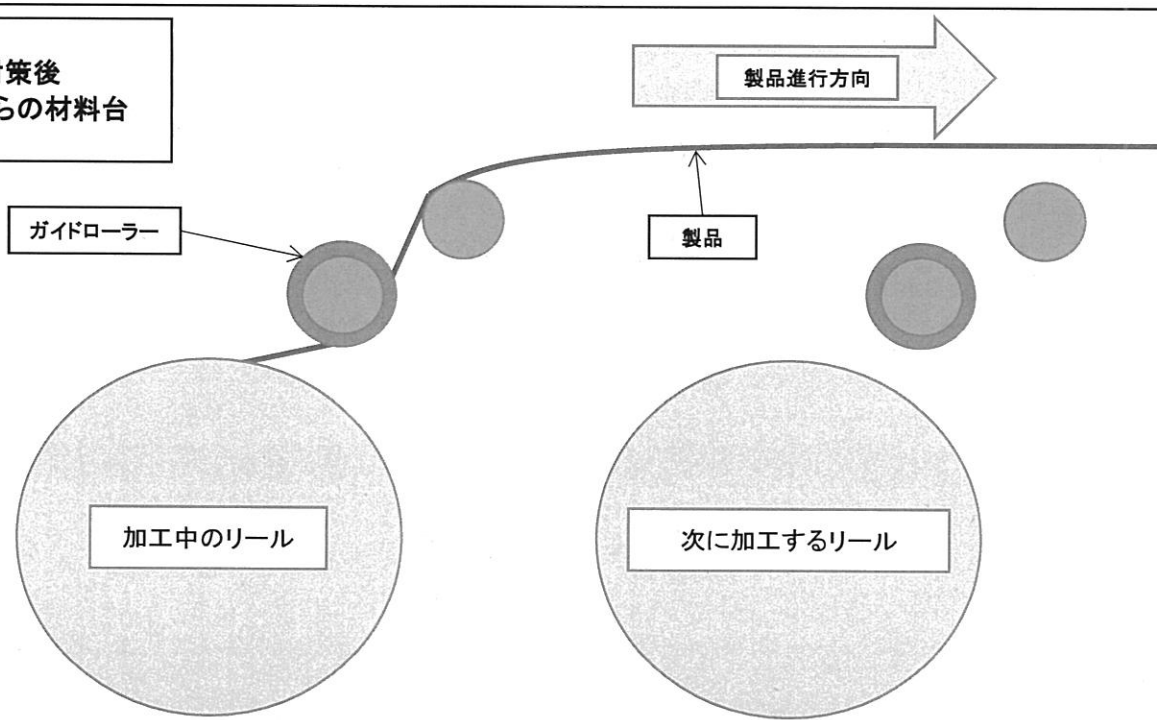 策後
らの材料台
製品進行方向
ガイドローラー
製品
加工中のリール
次に加工するリール